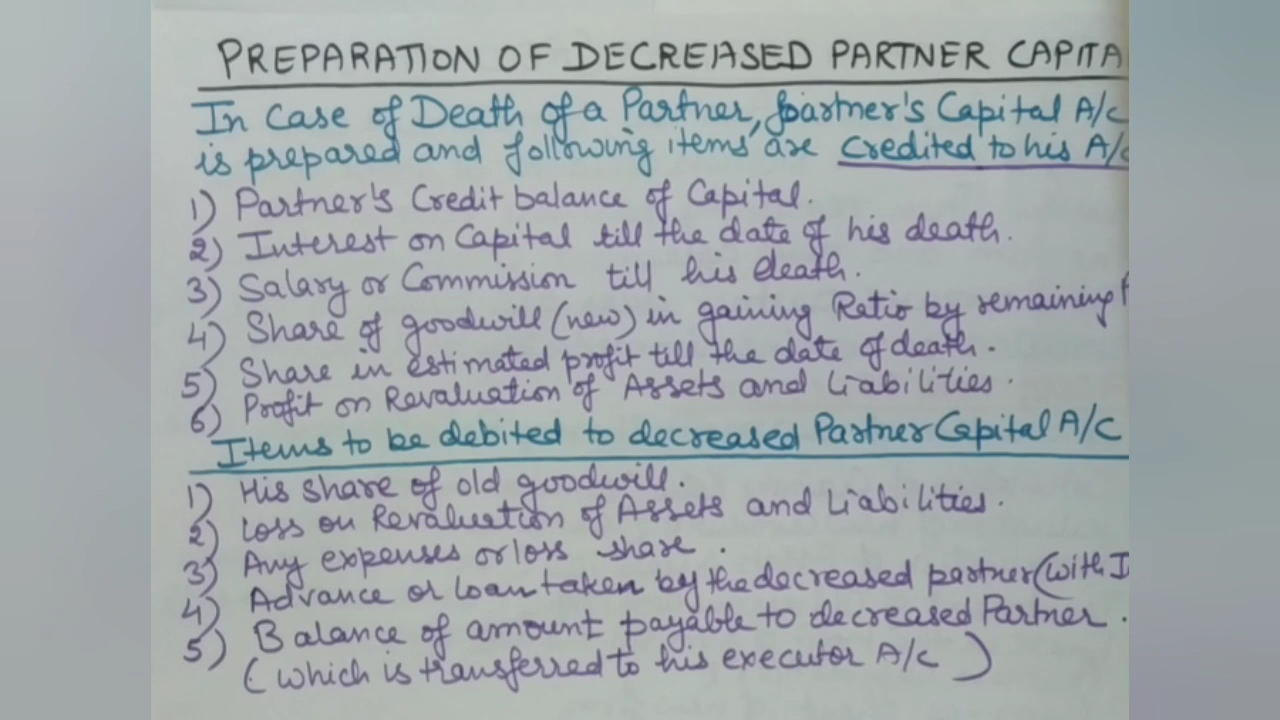 PREPARATION OF DECREASED PARTNER CAPITA
In case of Death of a Partner, partner's Capital A/C
is prepared and following items are credited to his A/C
1) Partner's Credit balance of Capital.
2) Interest on Capital till the date of his death.
3) Salary or Commission till his death.
4) Share of goodwill (new) in gaining Ratio by remaining
5) Share in estimated profit till the date of death.
6) Profit on Revaluation of Assets and Liabilities.
Items to be debited to decreased Partner Capital A/C
1) His share of old goodwill.
2) Loss on Revaluation of Assets and Liabilities.
3) Any expenses or loss share.
4) Advance or loan taken by the decreased partner (with I
5) Balance of amount payable to decreased Partner.
(which is transferred to his executor A/C)